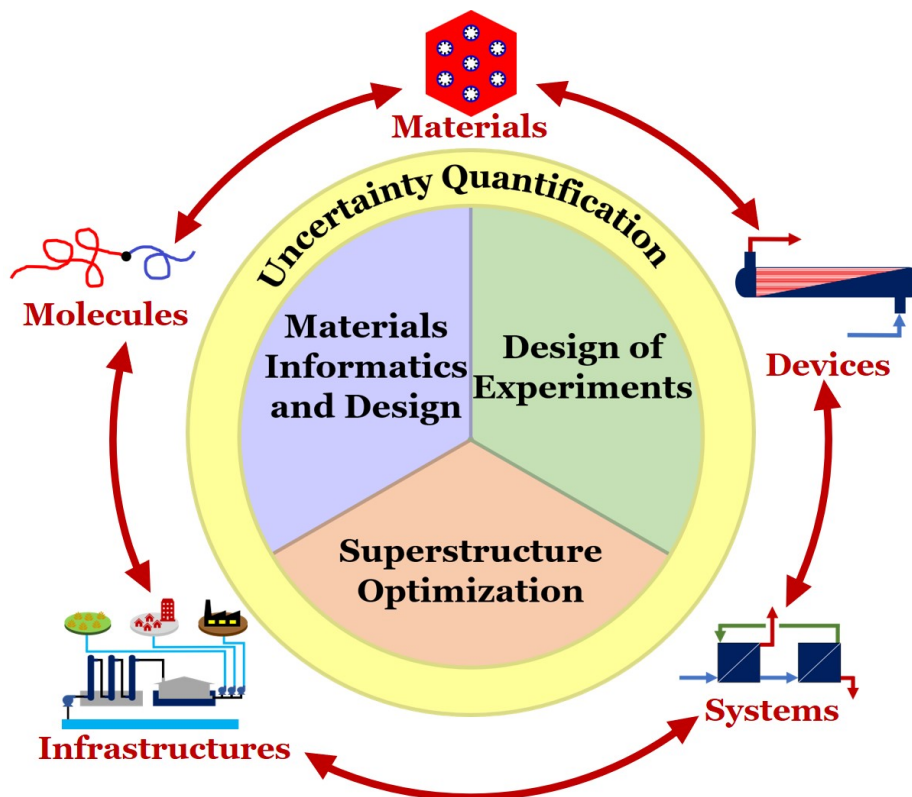 Materials
Uncertainty Quantification
Molecules
Materials
Informatics
and Design
Design of
Experiments
Devices
Superstructure
Optimization
Infrastructures
Systems